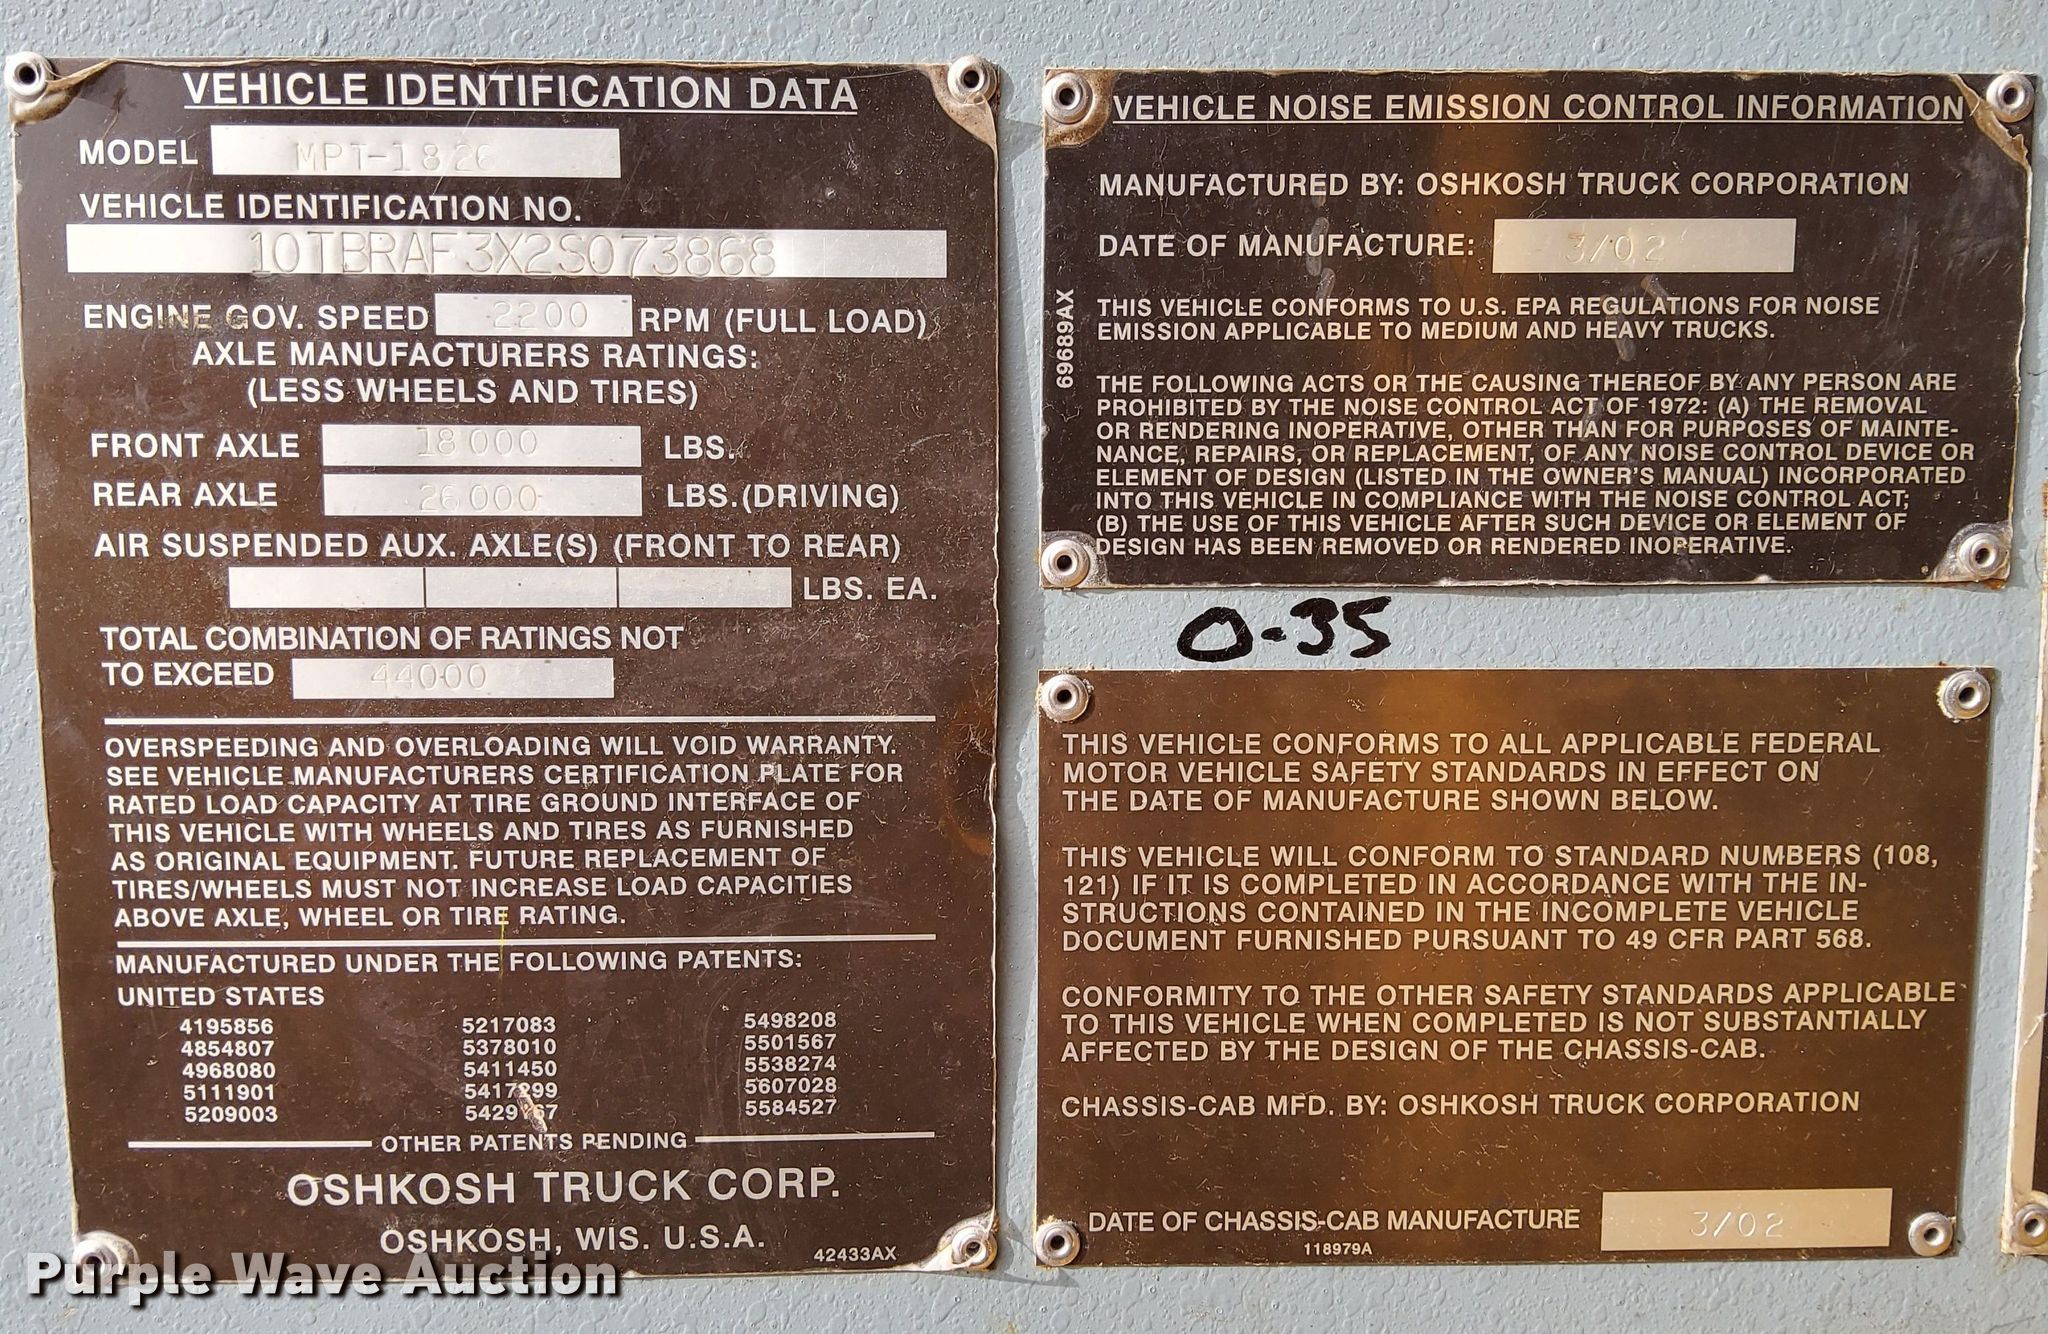 VEHICLE IDENTIFICATION DATA
MODEL MPT-1826
VEHICLE IDENTIFICATION NO.
10TBRAF3X2S073868
ENGINE GOV. SPEED 2200 RPM (FULL LOAD)
AXLE MANUFACTURERS RATINGS:
(LESS WHEELS AND TIRES)
FRONT AXLE 18000 LBS.
REAR AXLE 26000 LBS.(DRIVING)
AIR SUSPENDED AUX. AXLE(S) (FRONT TO REAR)
LBS. EA.
TOTAL COMBINATION OF RATINGS NOT
TO EXCEED 44000
OVERSPEEDING AND OVERLOADING WILL VOID WARRANTY.
SEE VEHICLE MANUFACTURERS CERTIFICATION PLATE FOR
RATED LOAD CAPACITY AT TIRE GROUND INTERFACE OF
THIS VEHICLE WITH WHEELS AND TIRES AS FURNISHED
AS ORIGINAL EQUIPMENT. FUTURE REPLACEMENT OF
TIRES/WHEELS MUST NOT INCREASE LOAD CAPACITIES
ABOVE AXLE, WHEEL OR TIRE RATING.
MANUFACTURED UNDER THE FOLLOWING PATENTS:
UNITED STATES
4195856 5217083 5498208
4854807 5378010 5501567
4968080 5411450 5538274
5111901 5417299 5607028
5209003 5584527
OTHER PATENTS PENDING
OSHKOSH TRUCK CORP.
OSHKOSH, WIS. U.S.A.
42433AX
VEHICLE NOISE EMISSION CONTROL INFORMATION
MANUFACTURED BY: OSHKOSH TRUCK CORPORATION
DATE OF MANUFACTURE: 3/02
69689AX
THIS VEHICLE CONFORMS TO U.S. EPA REGULATIONS FOR NOISE
EMISSION APPLICABLE TO MEDIUM AND HEAVY TRUCKS.
THE FOLLOWING ACTS OR THE CAUSING THEREOF BY ANY PERSON ARE
PROHIBITED BY THE NOISE CONTROL ACT OF 1972: (A) THE REMOVAL
OR RENDERING INOPERATIVE, OTHER THAN FOR PURPOSES OF MAINTE-
NANCE, REPAIRS, OR REPLACEMENT, OF ANY NOISE CONTROL DEVICE OR
ELEMENT OF DESIGN (LISTED IN THE OWNER'S MANUAL) INCORPORATED
INTO THIS VEHICLE IN COMPLIANCE WITH THE NOISE CONTROL ACT;
(B) THE USE OF THIS VEHICLE AFTER SUCH DEVICE OR ELEMENT OF
DESIGN HAS BEEN REMOVED OR RENDERED INOPERATIVE.
O-35
THIS VEHICLE CONFORMS TO ALL APPLICABLE FEDERAL
MOTOR VEHICLE SAFETY STANDARDS IN EFFECT ON
THE DATE OF MANUFACTURE SHOWN BELOW.
THIS VEHICLE WILL CONFORM TO STANDARD NUMBERS (108,
121) IF IT IS COMPLETED IN ACCORDANCE WITH THE IN-
STRUCTIONS CONTAINED IN THE INCOMPLETE VEHICLE
DOCUMENT FURNISHED PURSUANT TO 49 CFR PART 568.
CONFORMITY TO THE OTHER SAFETY STANDARDS APPLICABLE
TO THIS VEHICLE WHEN COMPLETED IS NOT SUBSTANTIALLY
AFFECTED BY THE DESIGN OF THE CHASSIS-CAB.
CHASSIS-CAB MFD. BY: OSHKOSH TRUCK CORPORATION
DATE OF CHASSIS-CAB MANUFACTURE 3/02
118979A
Purple Wave Auction